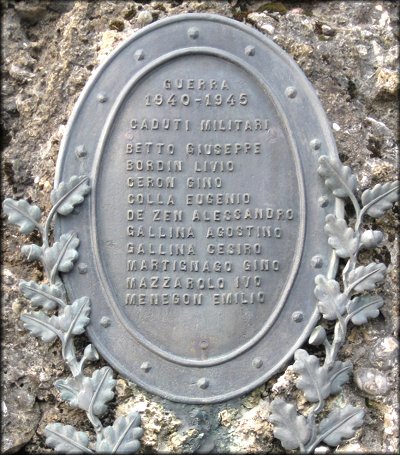 GUERRA
1940-1945
CADUTI MILITARI
BETTO GIUSEPPE
BORDIN LIVIO
CERON GINO
COLLA EUGENIO
DE ZEN ALESSANDRO
GALLINA AGOSTINO
GALLINA CESIRO
MARTIGNAGO GINO
MAZZAROLO IVO
MENEGON EMILIO